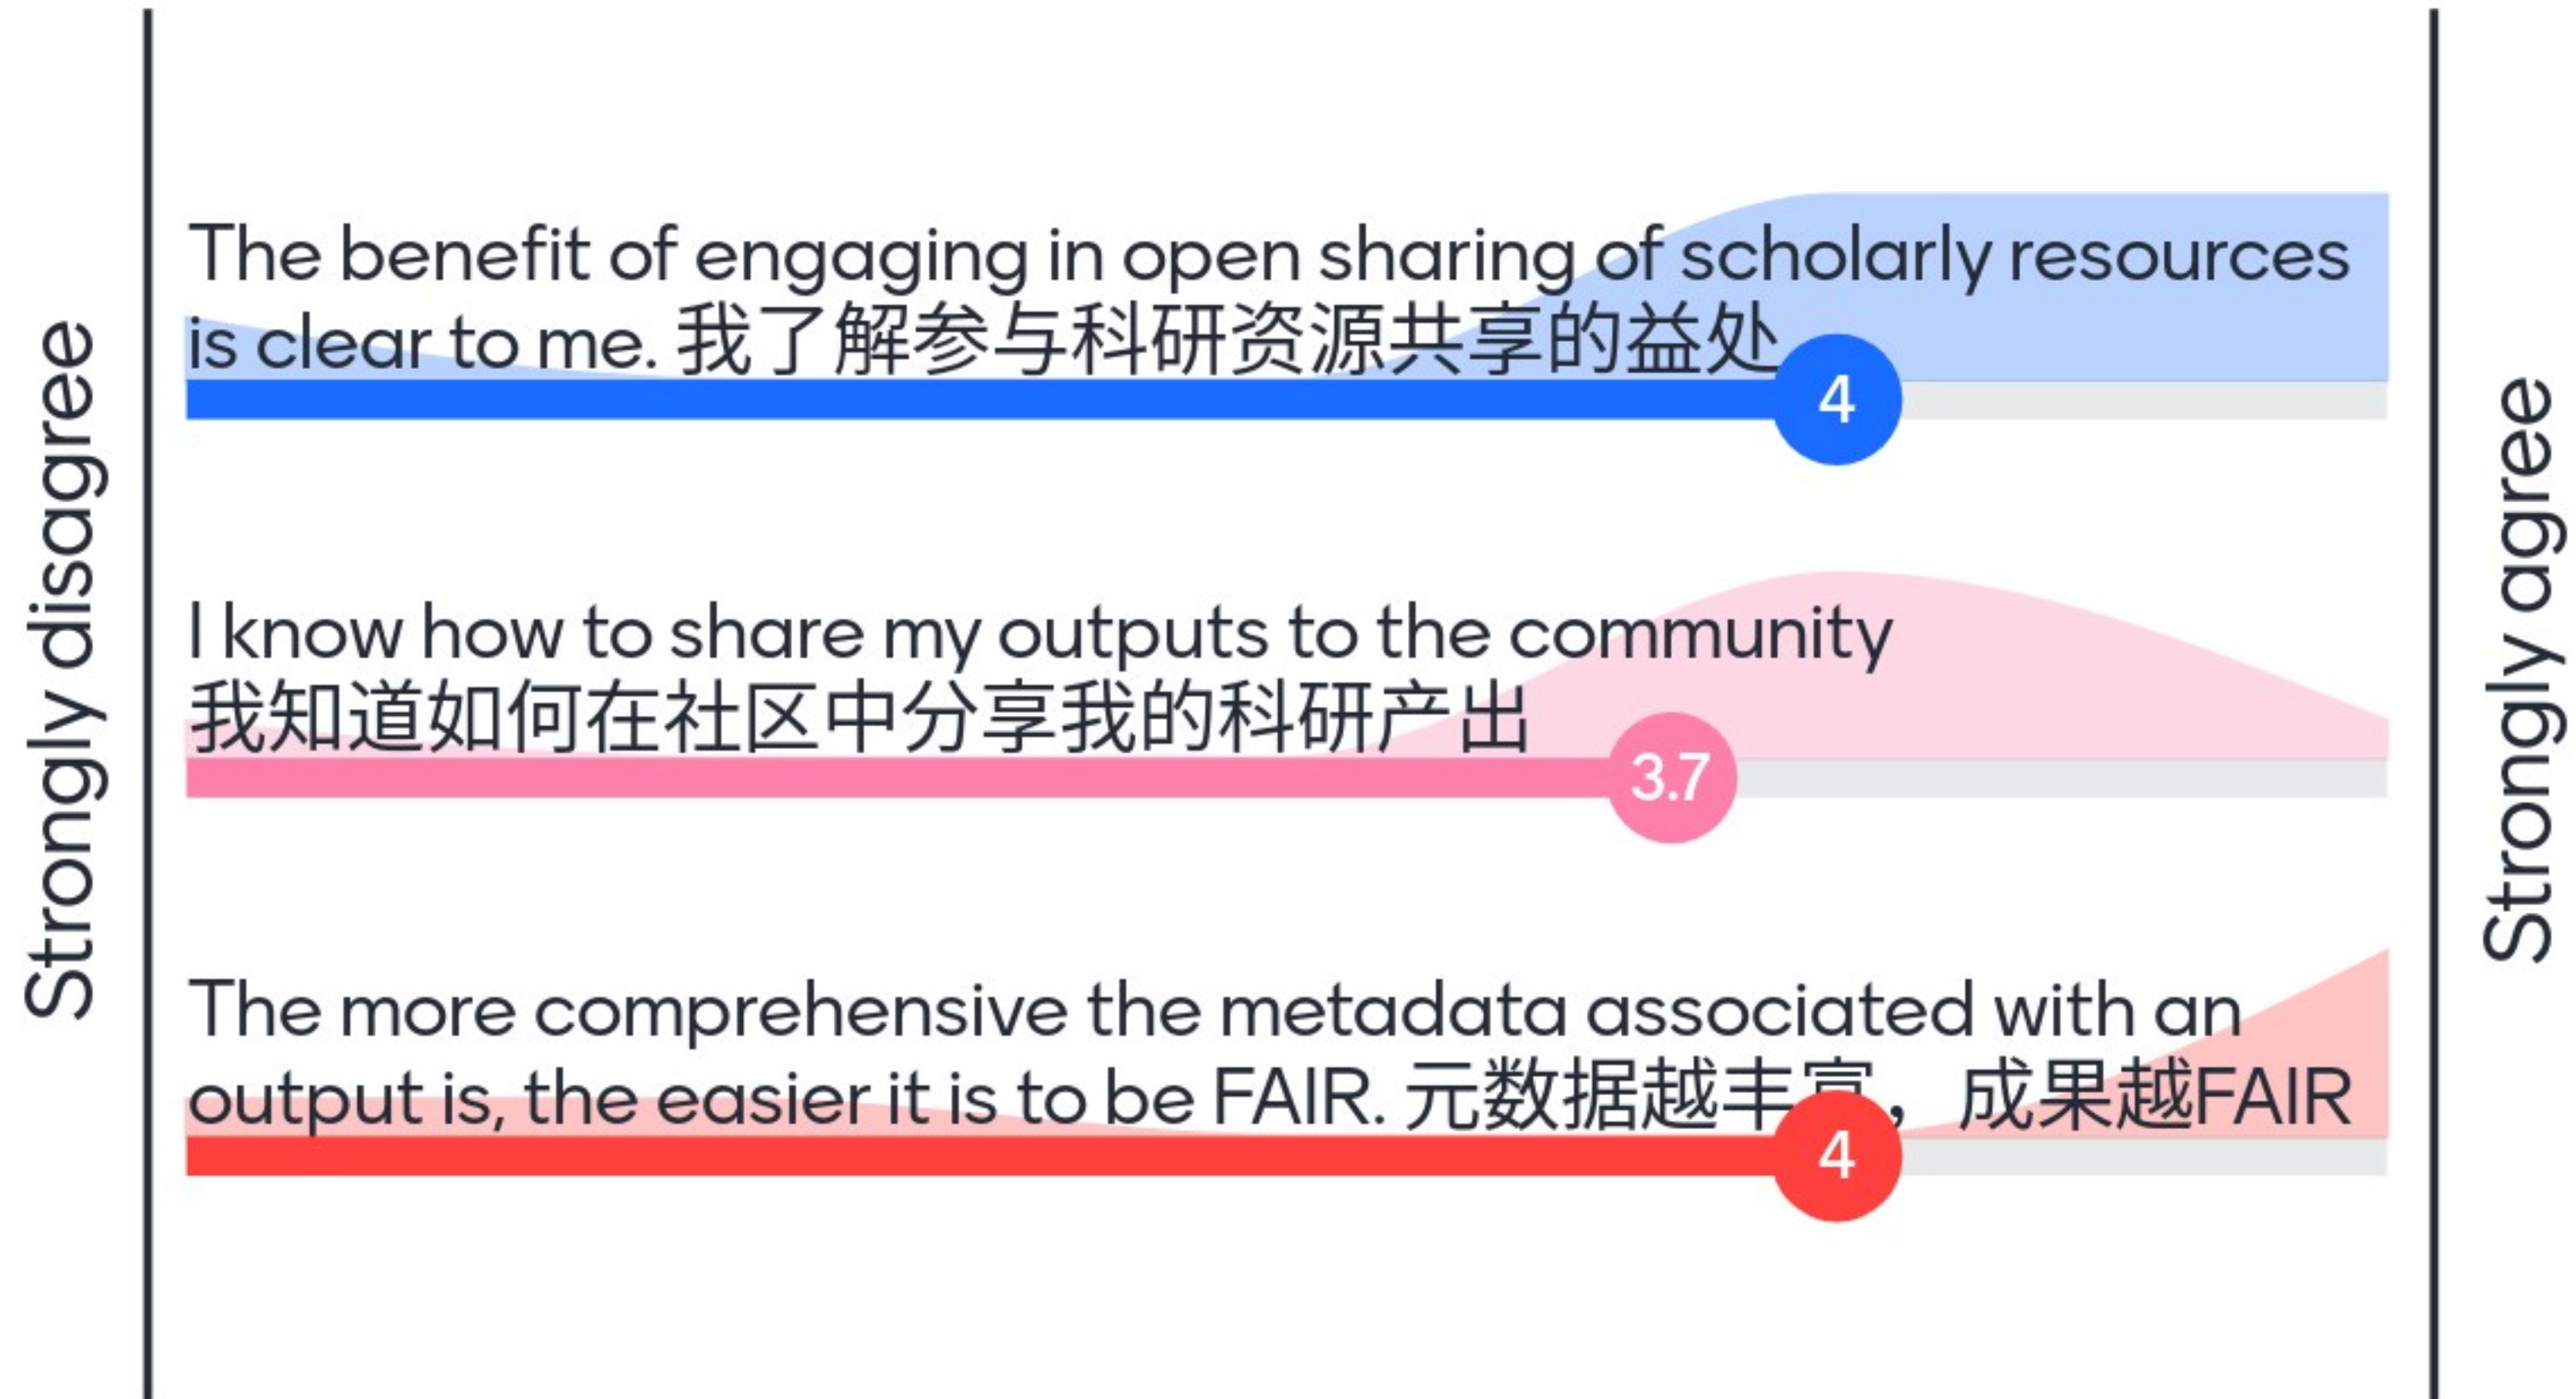 Strongly disagree
The benefit of engaging in open sharing of scholarly resources
is clear to me. 我了解参与科研资源共享的益处
4
I know how to share my outputs to the community
我知道如何在社区中分享我的科研产出
3.7
The more comprehensive the metadata associated with an
output is, the easier it is to be FAIR. 元数据越丰富，成果越FAIR
4
Strongly agree